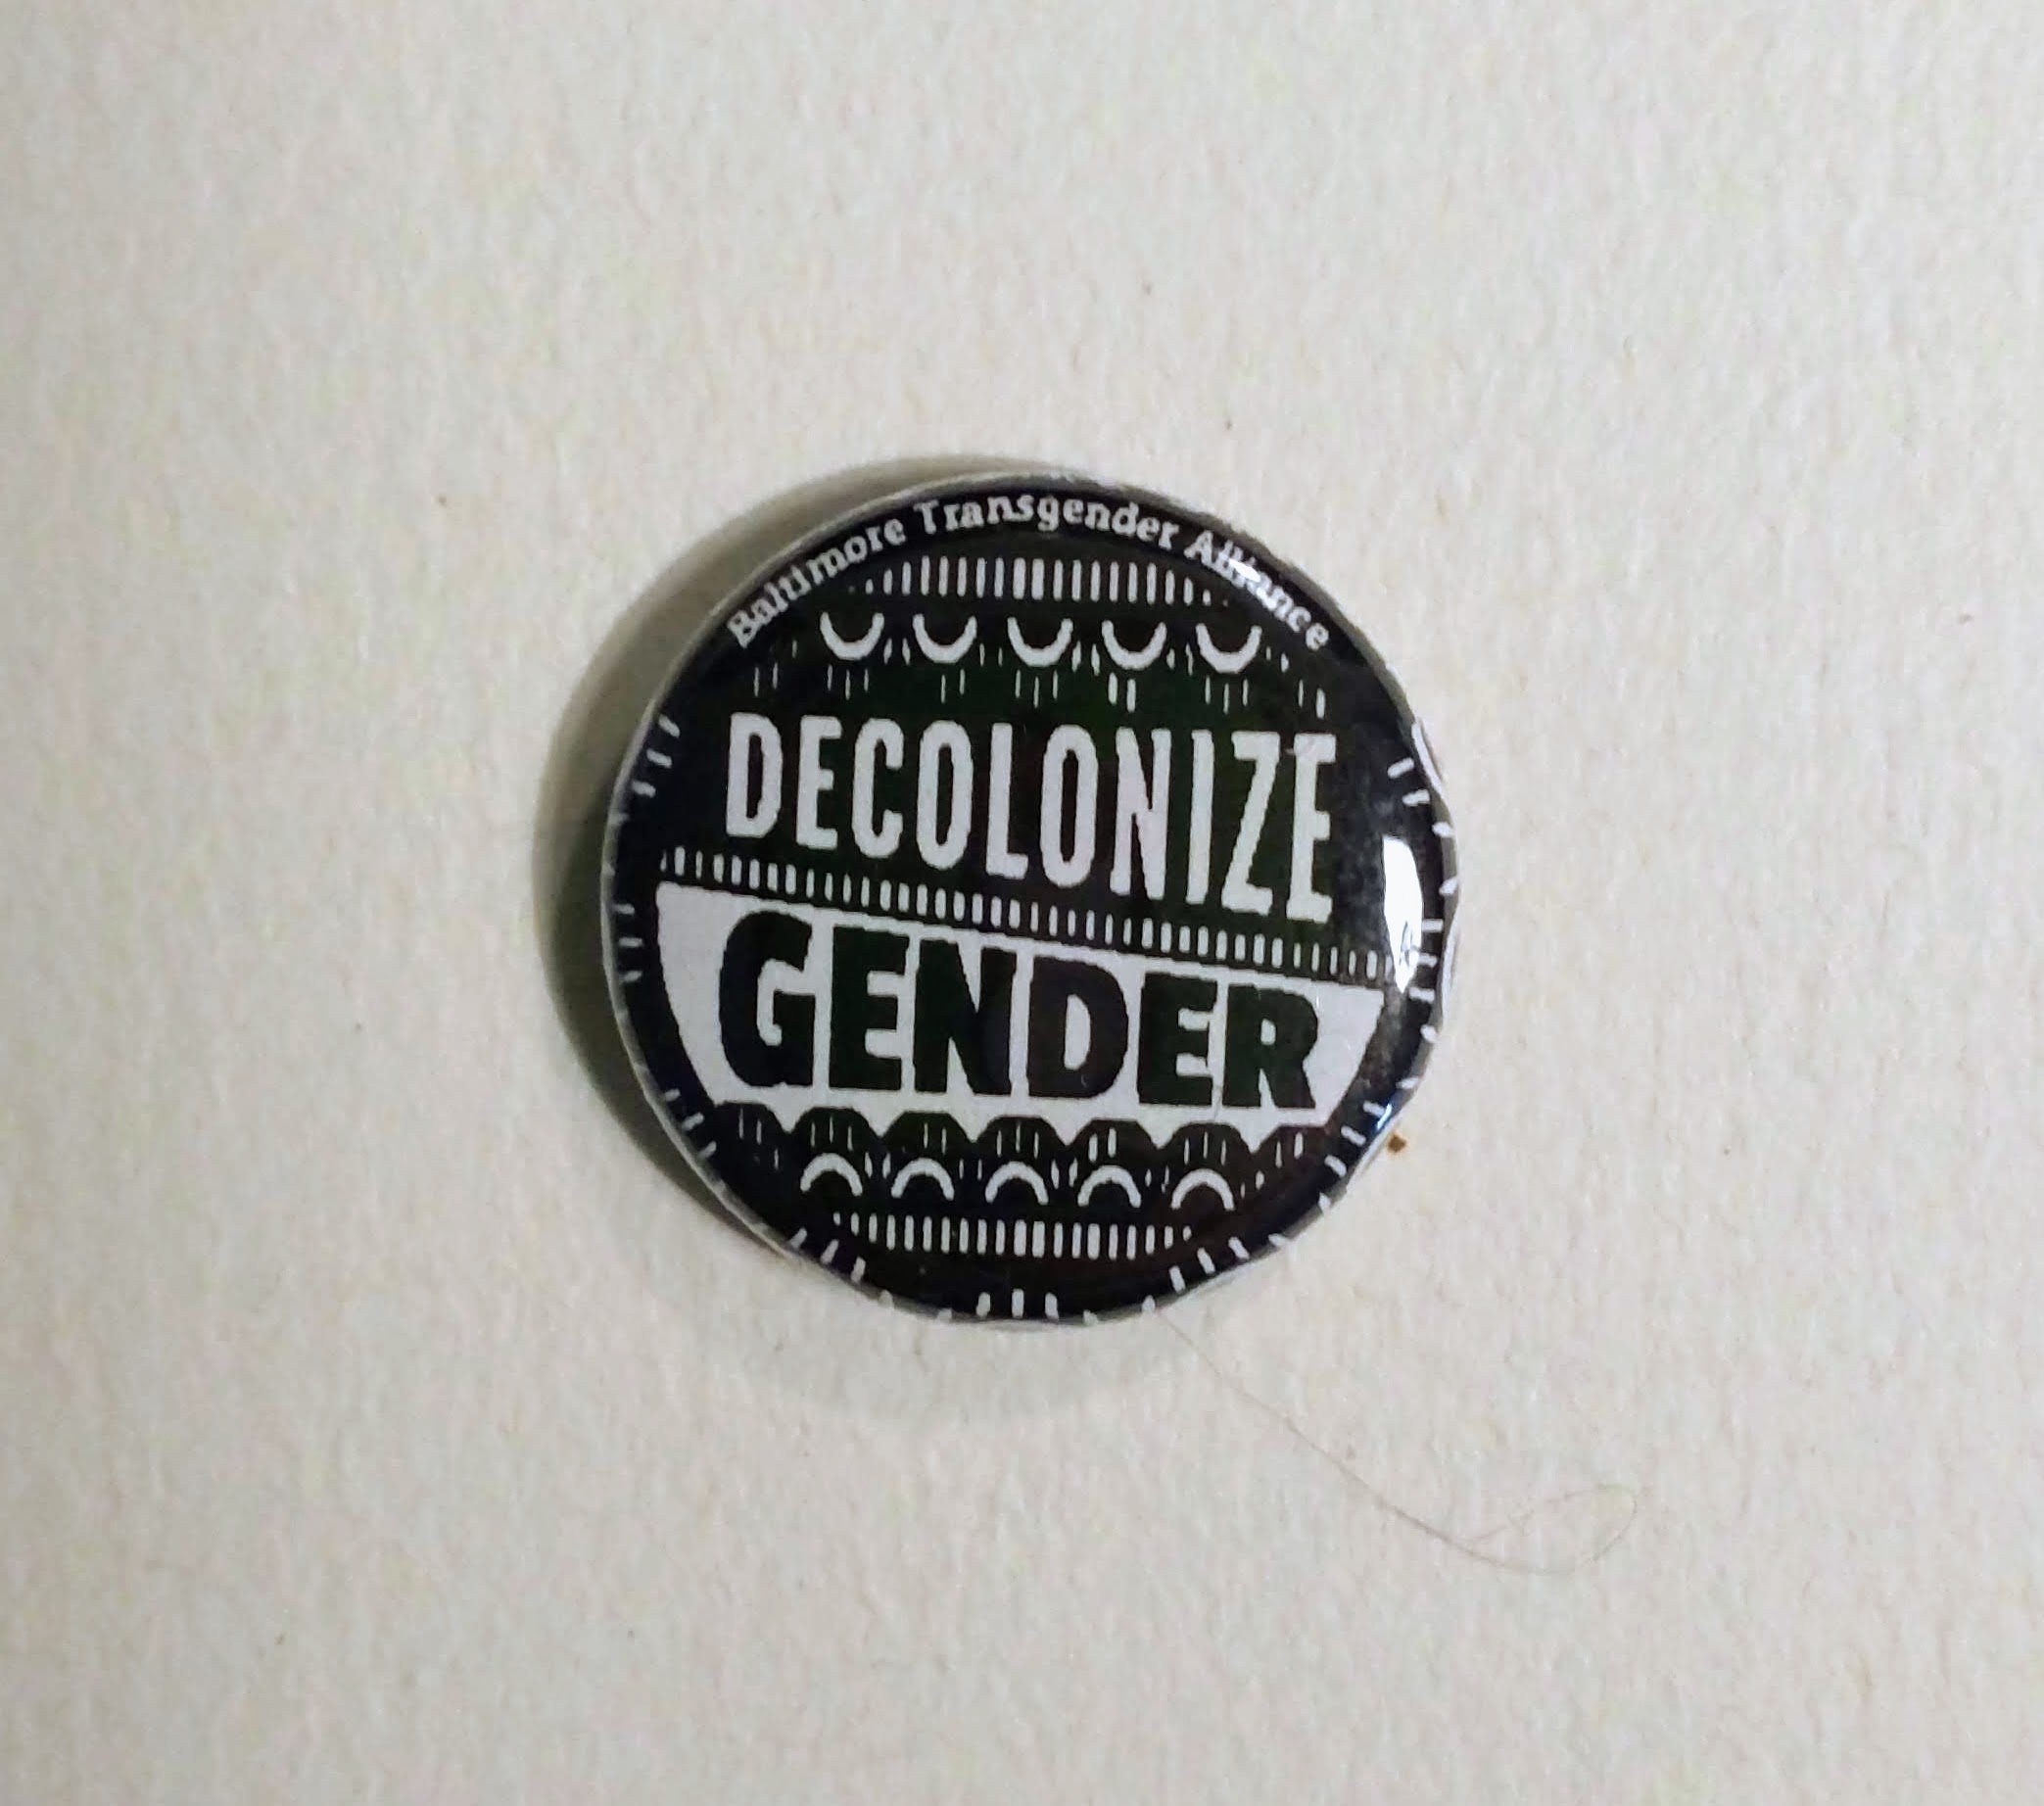 Baltimore Transgender Alliance
DECOLONIZE
GENDER